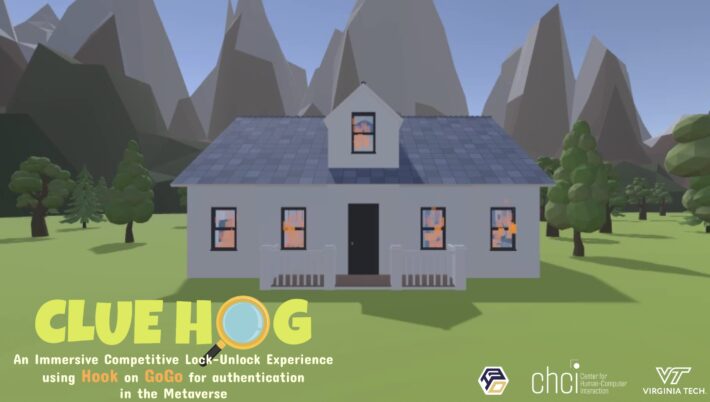 CLUE HOG
An Immersive Competitive Lock-Unlock Experience
using Hook on GoGo for authentication
in the Metaverse
chci
Center for
Human-Computer
Interaction
VT
VIRGINIA TECH